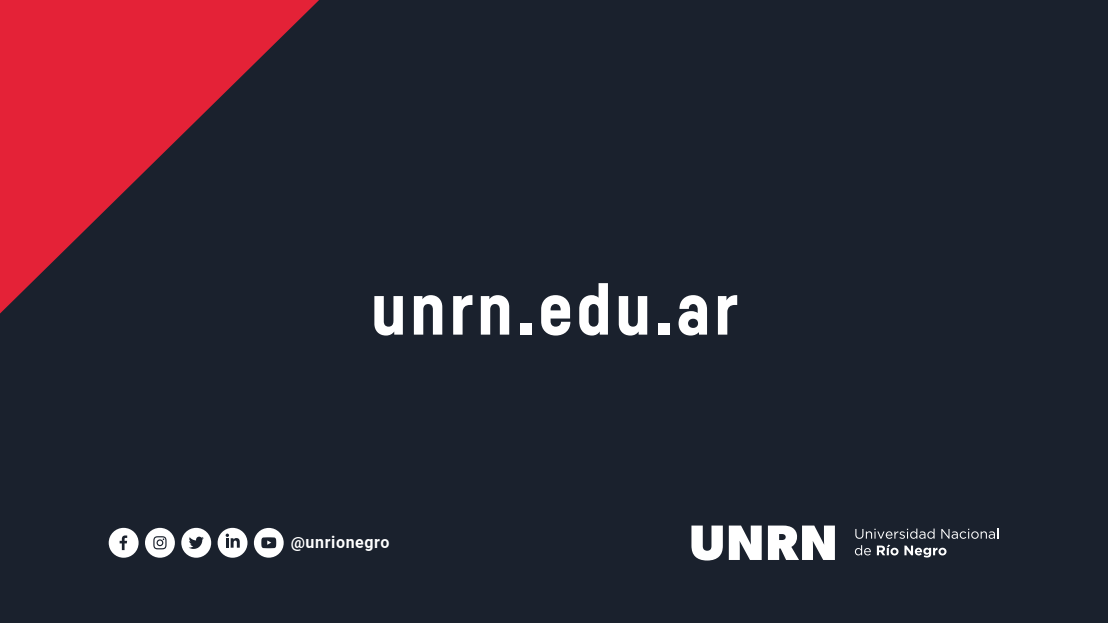 unrn.edu.ar
@unrionegro
UNRN
Universidad Nacional
de Río Negro